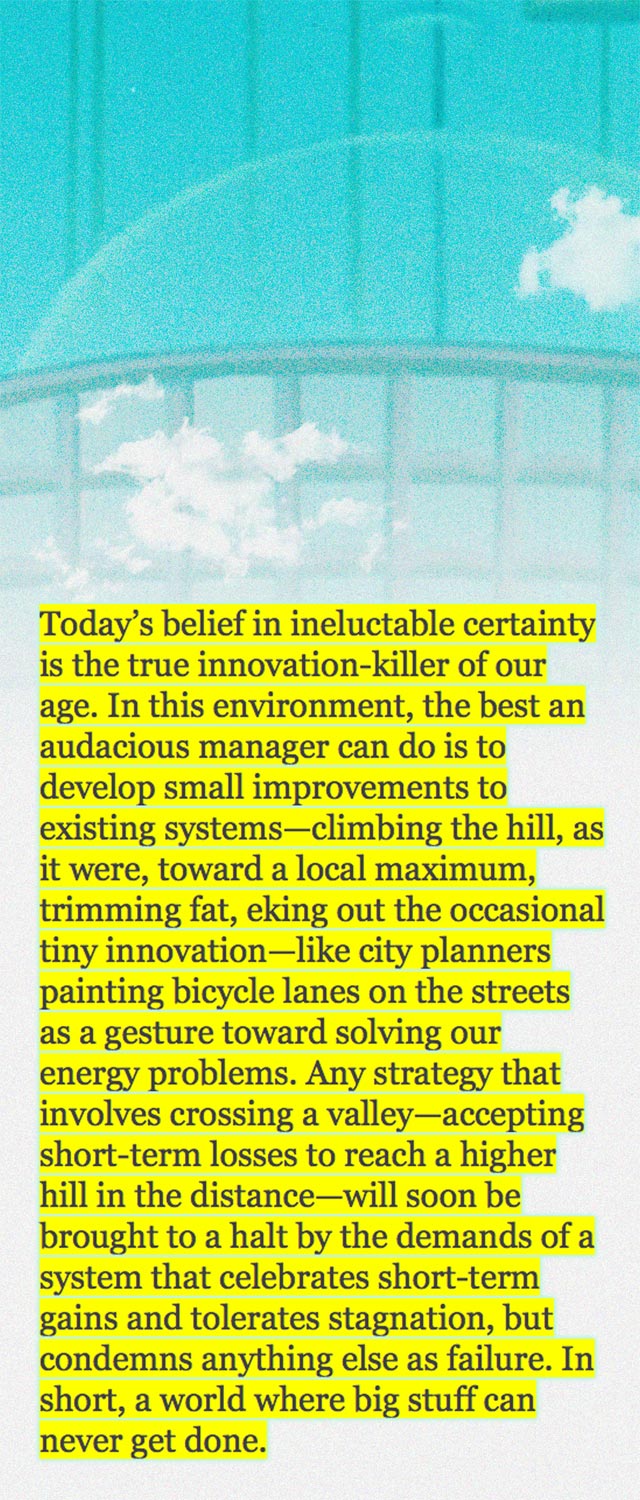 Today’s belief in ineluctable certainty
is the true innovation-killer of our
age. In this environment, the best an
audacious manager can do is to
develop small improvements to
existing systems—climbing the hill, as
it were, toward a local maximum,
trimming fat, eking out the occasional
tiny innovation—like city planners
painting bicycle lanes on the streets
as a gesture toward solving our
energy problems. Any strategy that
involves crossing a valley—accepting
short-term losses to reach a higher
hill in the distance—will soon be
brought to a halt by the demands of a
system that celebrates short-term
gains and tolerates stagnation, but
condemns anything else as failure. In
short, a world where big stuff can
never get done.